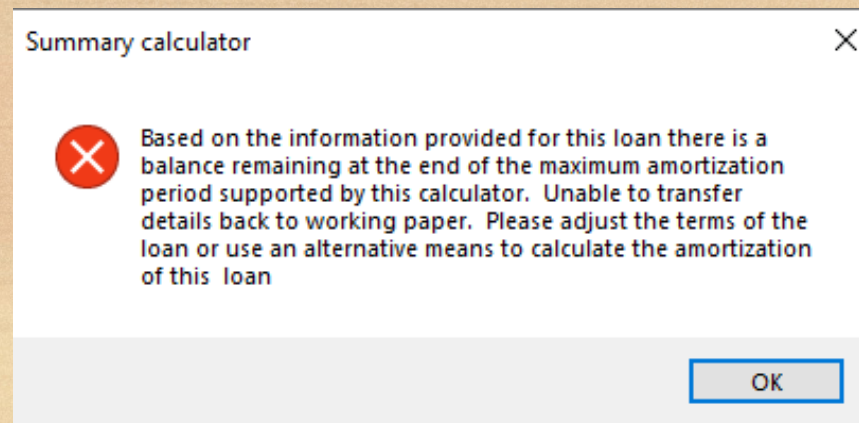 Summary calculator
Based on the information provided for this loan there is a
balance remaining at the end of the maximum amortization
period supported by this calculator.  Unable to transfer
details back to working paper.  Please adjust the terms of the
loan or use an alternative means to calculate the amortization
of this  loan
OK